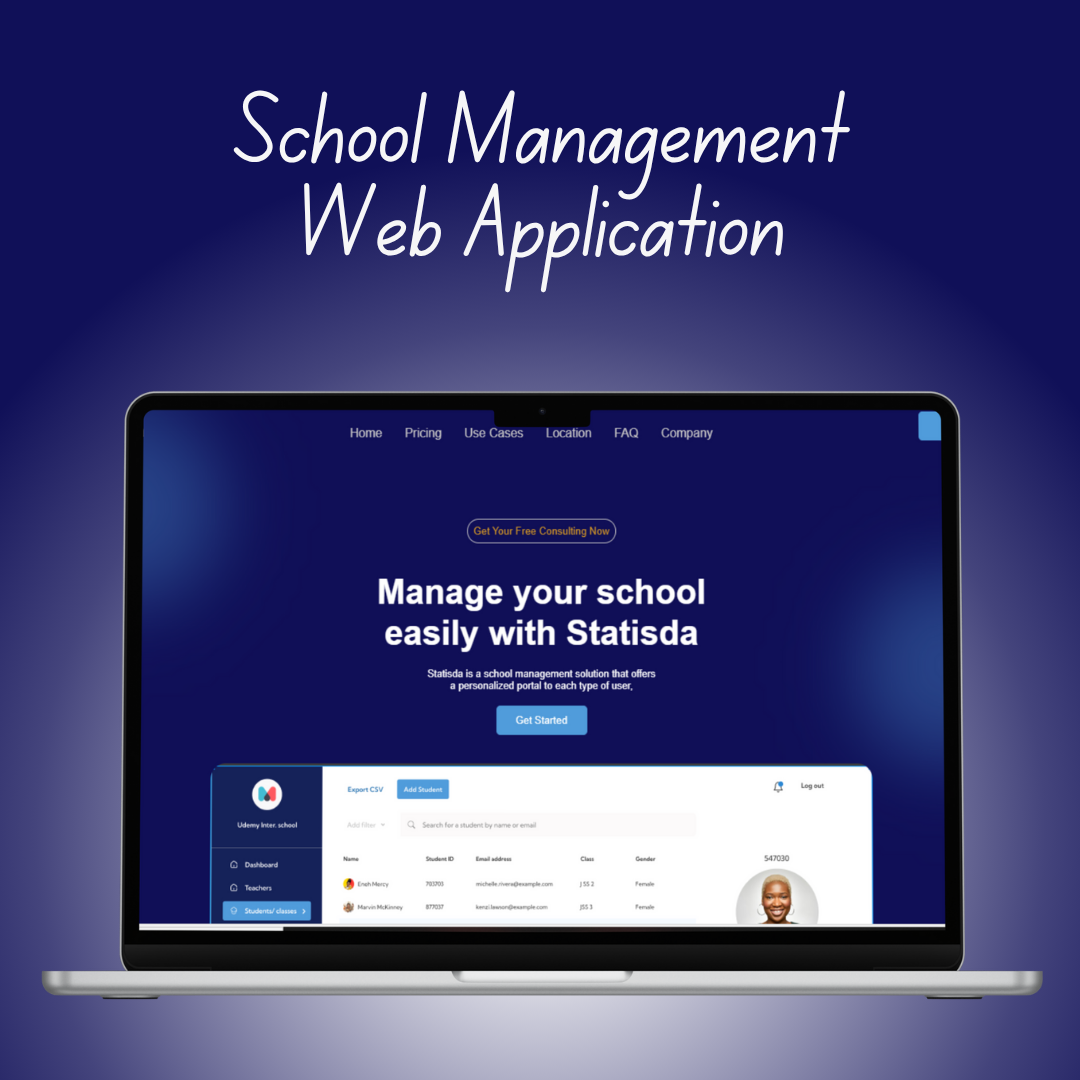 School Management
Web Application
Home Pricing Use Cases Location FAQ Company
Get Your Free Consulting Now
Manage your school
easily with Statisda
Statisda is a school management solution that offers
a personalized portal to each type of user,
Get Started
Export CSV Add Student Log out
Udemy Inter. school
Add filter Search for a student by name or email
Name Student ID Email address Class Gender
547030
Dashboard
Teachers
Students/ classes
Enah Mercy 703703 michelle.rivera@example.com J SS 2 Female
Marvin McKinney 877037 kenzi.lawson@example.com JSS 3 Female